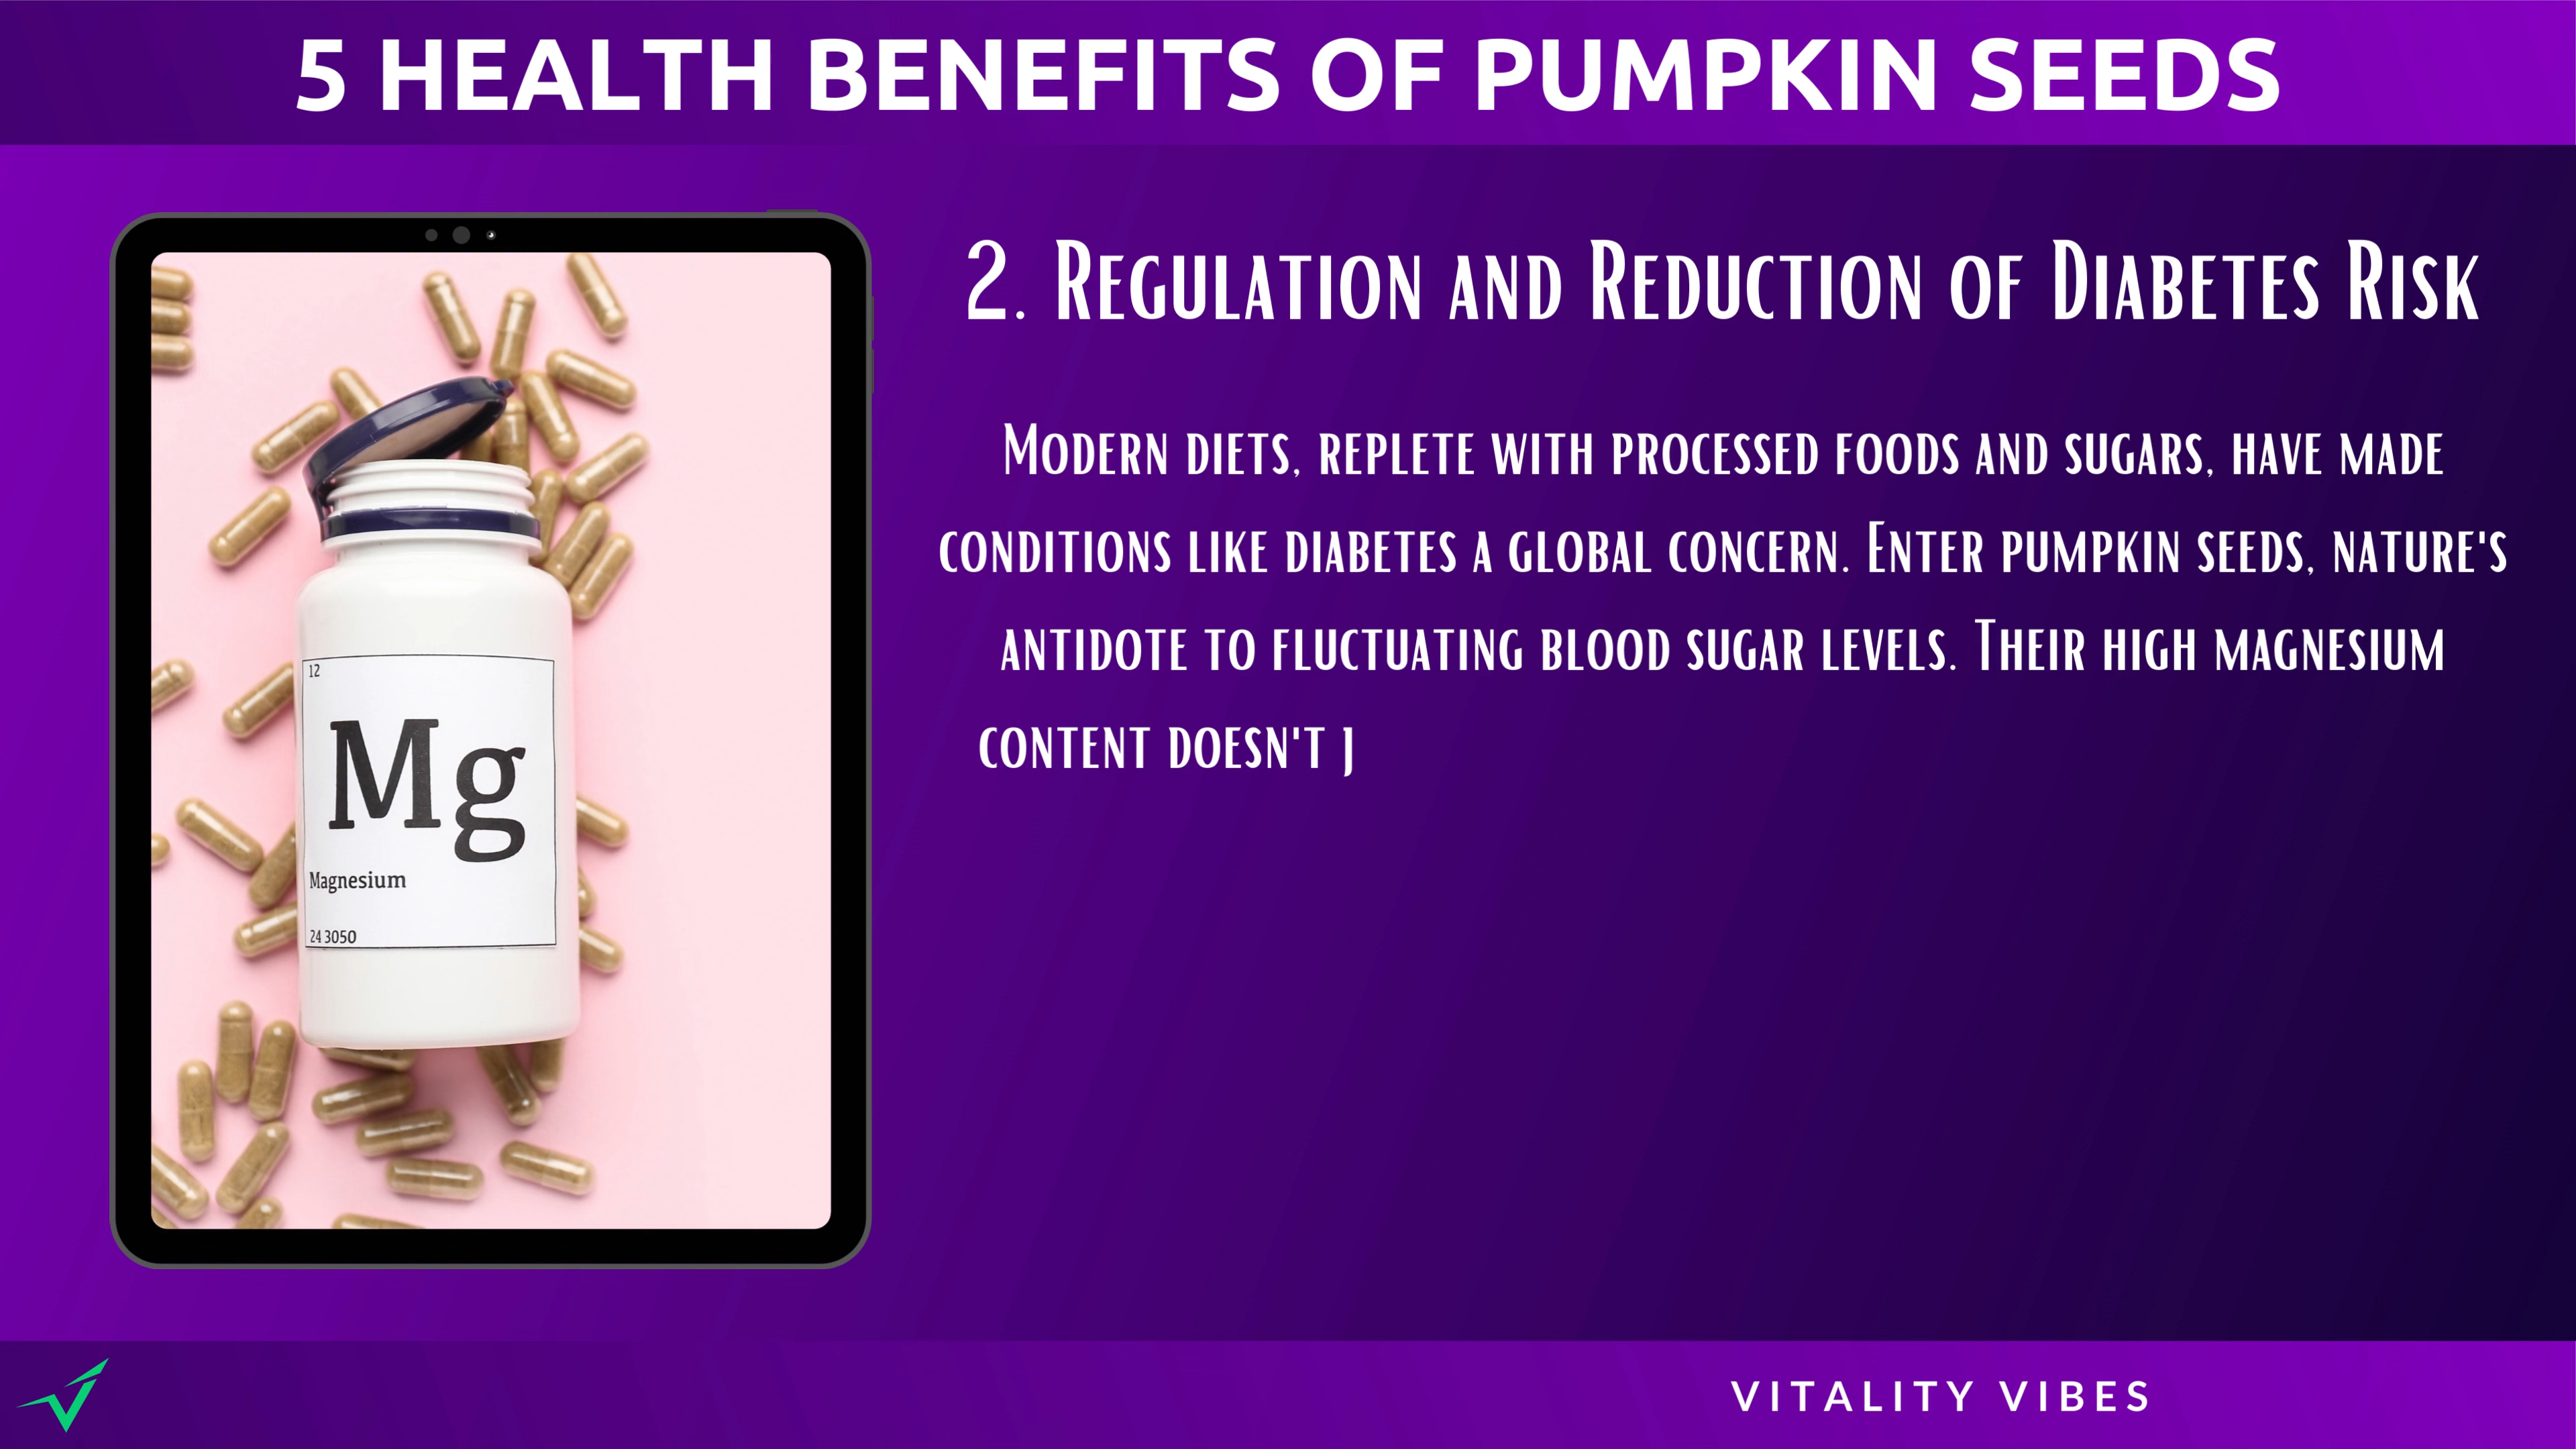 5 HEALTH BENEFITS OF PUMPKIN SEEDS
2. Regulation and Reduction of Diabetes Risk
Modern diets, replete with processed foods and sugars, have made
conditions like diabetes a global concern. Enter pumpkin seeds, nature's
antidote to fluctuating blood sugar levels. Their high magnesium
content doesn't j
12
Mg
Magnesium
24 3050
VITALITY VIBES